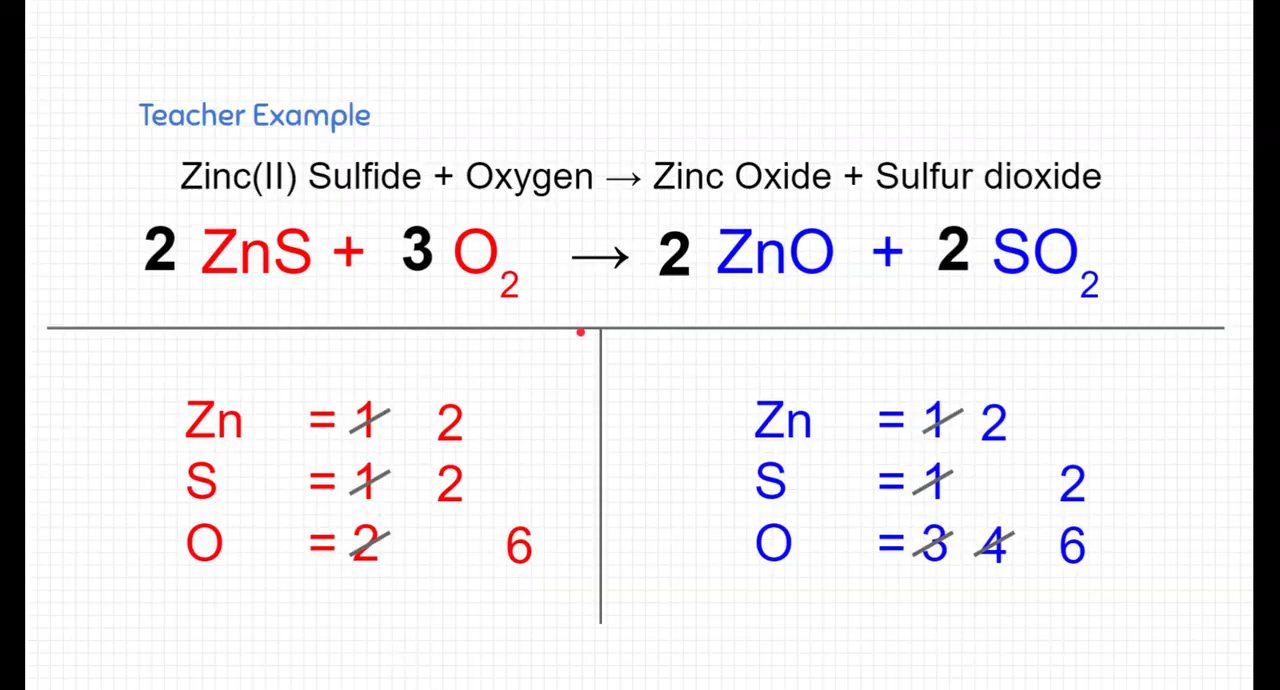 Teacher Example
Zinc(II) Sulfide + Oxygen → Zinc Oxide + Sulfur dioxide
2 ZnS + 3 O₂ → 2 ZnO + 2 SO₂
Zn = 1 2
S = 1 2
O = 2 6
Zn = 1 2
S = 1 2
O = 3 4 6